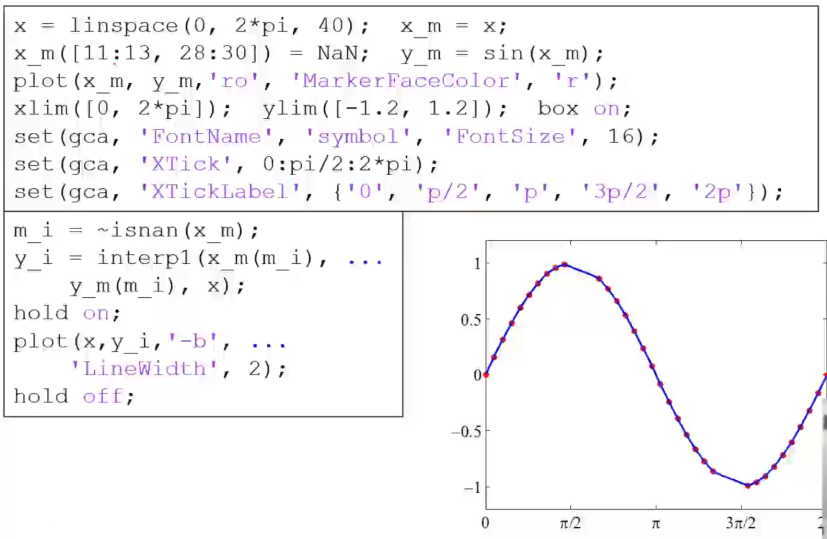 x = linspace(0, 2*pi, 40);  x_m = x;
x_m([11:13, 28:30]) = NaN;  y_m = sin(x_m);
plot(x_m, y_m,'ro', 'MarkerFaceColor', 'r');
xlim([0, 2*pi]);  ylim([-1.2, 1.2]);  box on;
set(gca, 'FontName', 'symbol', 'FontSize', 16);
set(gca, 'XTick', 0:pi/2:2*pi);
set(gca, 'XTickLabel', {'0', 'p/2', 'p', '3p/2', '2p'});
m_i = ~isnan(x_m);
y_i = interp1(x_m(m_i), ...
y_m(m_i), x);
hold on;
plot(x,y_i,'-b', ...
'LineWidth', 2);
hold off;
1
0.5
0
−0.5
−1
0 π/2 π 3π/2 2